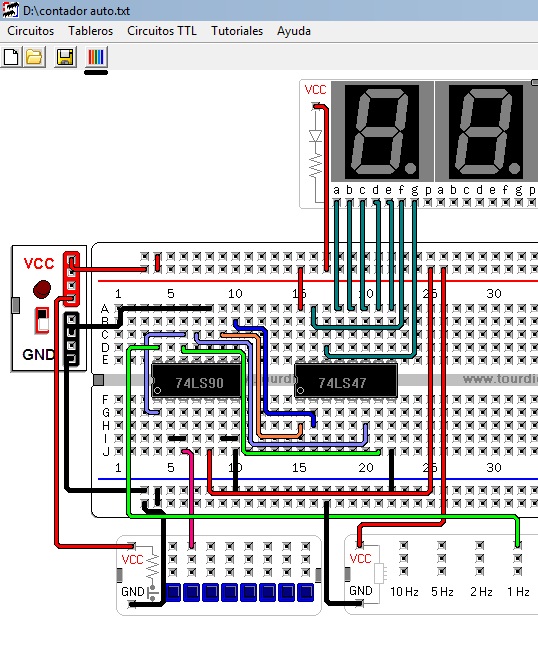 D:\contador auto.txt
Circuitos Tableros Circuitos TTL Tutoriales Ayuda
VCC
a b c d e f g p a b c d e f g p
VCC
GND
1 5 10 15 20 25 30
A
B
C
D
E
74LS90 74LS47
www.tourdi
F
G
H
I
J
1 5 10 15 20 25 30
VCC
GND
VCC
GND 10 Hz 5 Hz 2 Hz 1 Hz